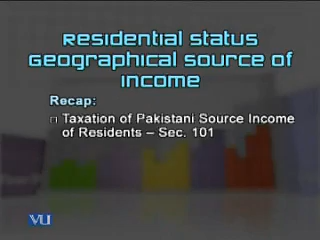 Residential Status
Geographical Source of
Income
Recap:
□ Taxation of Pakistani Source Income
of Residents – Sec. 101
VU